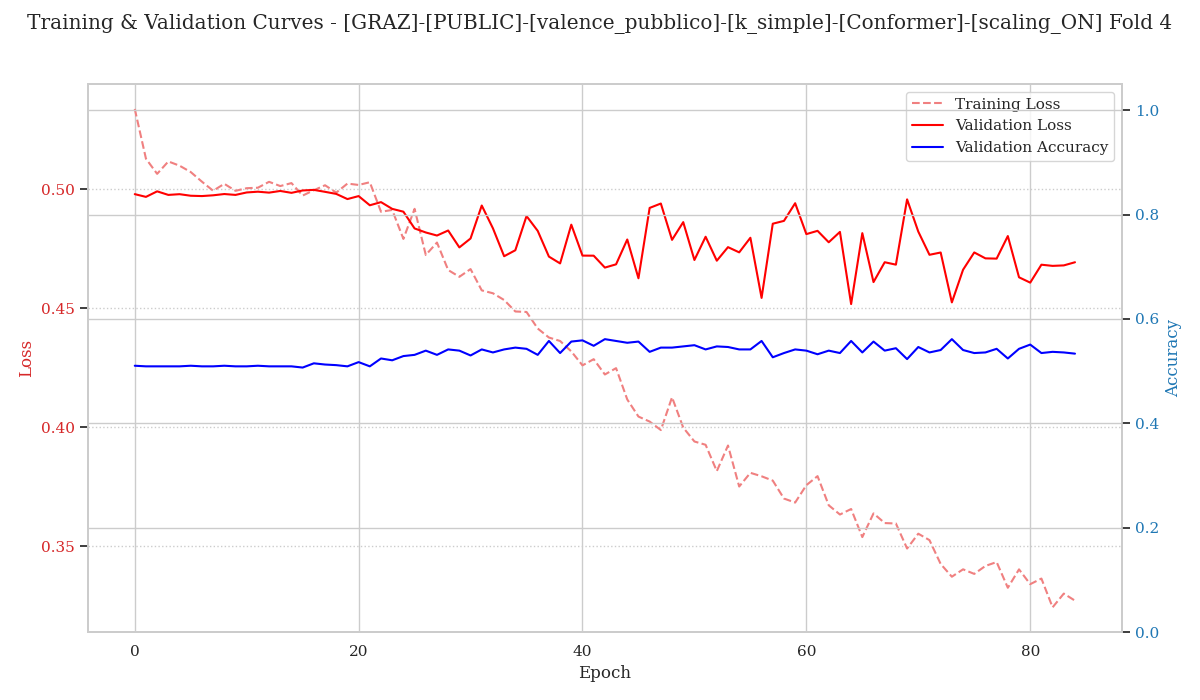 Training & Validation Curves - [GRAZ]-[PUBLIC]-[valence_pubblico]-[k_simple]-[Conformer]-[scaling_ON] Fold 4
Training Loss
Validation Loss
Validation Accuracy
Loss
0.50
0.45
0.40
0.35
1.0
0.8
0.6
0.4
0.2
0.0
Accuracy
0
20
40
60
80
Epoch